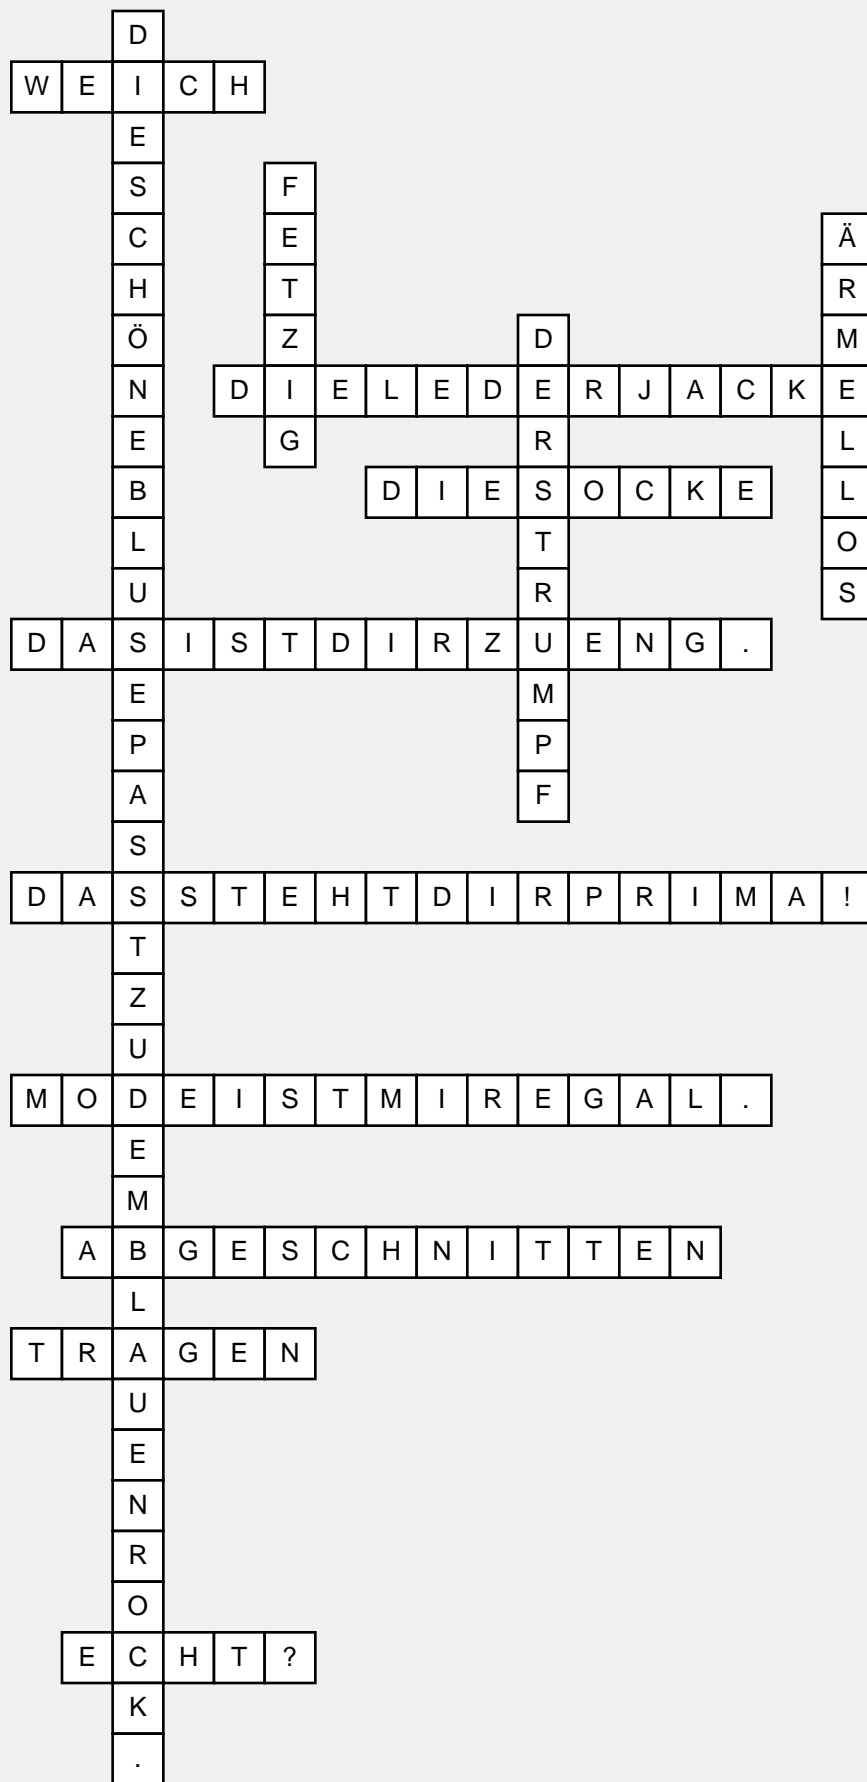 WEICH
DIESCHÖNEBLUSEPASSTZUDEMBLAUENROCK.
FETZIG
ÄRMELLOS
DERSTRUMPF
DIELEDERJACKE
DIESOCKE
DASISTDIRZUENG.
DASSTEHTDIRPRIMA!
MODEISTMIREGAL.
ABGESCHNITTEN
TRAGEN
ECHT?